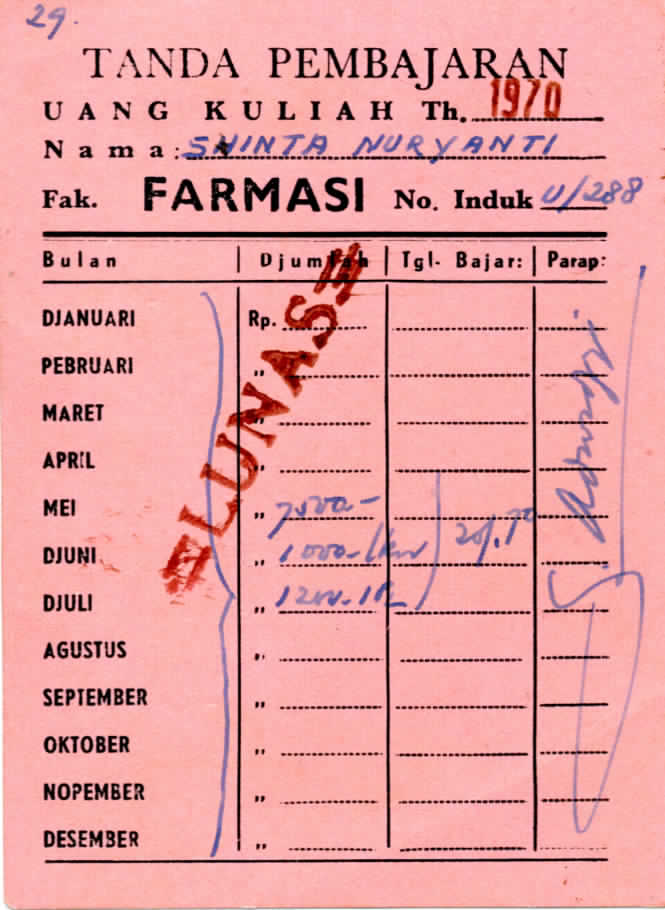 29.
TANDA PEMBAJARAN
UANG KULIAH Th. 1970
Nama: SHINTA NURYANTI
Fak. FARMASI No. Induk U/288
Bulan Djumlah Tgl- Bajar: Parap:
LUNAS
DJANUARI Rp.
PEBRUARI "
MARET "
APRIL "
MEI " 7500-
DJUNI " 1000-/
DJULI "
AGUSTUS "
SEPTEMBER "
OKTOBER "
NOPEMBER "
DESEMBER "